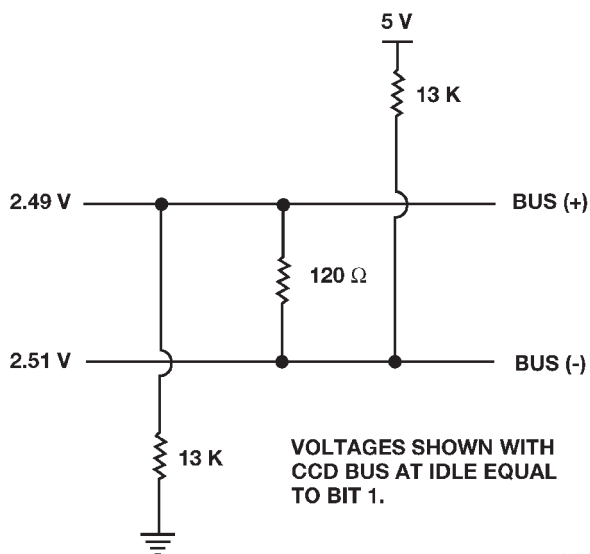 5 V
13 K
2.49 V
BUS (+)
120 Ω
2.51 V
BUS (-)
13 K
VOLTAGES SHOWN WITH
CCD BUS AT IDLE EQUAL
TO BIT 1.